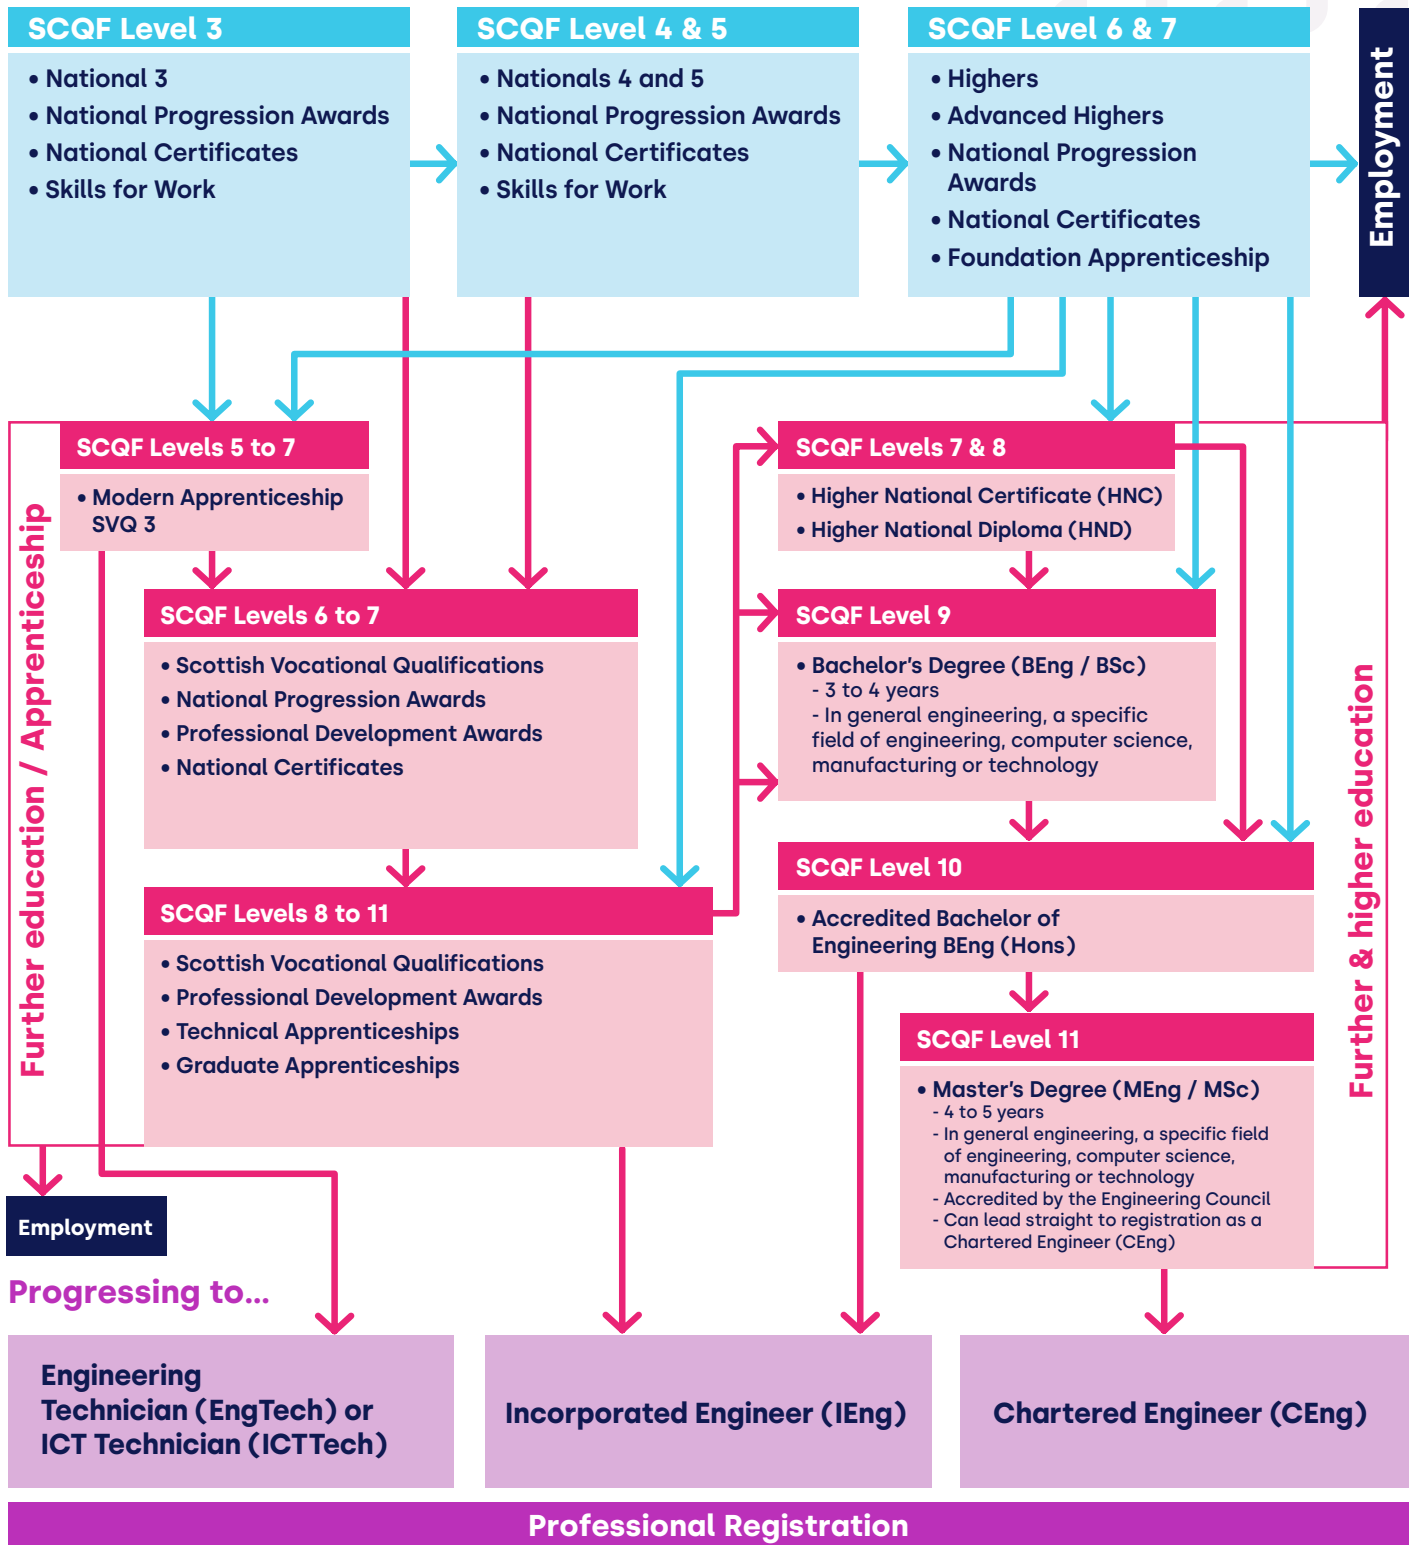 SCQF Level 3
• National 3
• National Progression Awards
• National Certificates
• Skills for Work
SCQF Level 4 & 5
• Nationals 4 and 5
• National Progression Awards
• National Certificates
• Skills for Work
SCQF Level 6 & 7
• Highers
• Advanced Highers
• National Progression
Awards
• National Certificates
• Foundation Apprenticeship
Employment
Further education / Apprenticeship
SCQF Levels 5 to 7
• Modern Apprenticeship
SVQ 3
SCQF Levels 6 to 7
• Scottish Vocational Qualifications
• National Progression Awards
• Professional Development Awards
• National Certificates
SCQF Levels 8 to 11
• Scottish Vocational Qualifications
• Professional Development Awards
• Technical Apprenticeships
• Graduate Apprenticeships
SCQF Levels 7 & 8
• Higher National Certificate (HNC)
• Higher National Diploma (HND)
SCQF Level 9
• Bachelor’s Degree (BEng / BSc)
- 3 to 4 years
- In general engineering, a specific
field of engineering, computer science,
manufacturing or technology
SCQF Level 10
• Accredited Bachelor of
Engineering BEng (Hons)
SCQF Level 11
• Master’s Degree (MEng / MSc)
- 4 to 5 years
- In general engineering, a specific field
of engineering, computer science,
manufacturing or technology
- Accredited by the Engineering Council
- Can lead straight to registration as a
Chartered Engineer (CEng)
Further & higher education
Employment
Progressing to...
Engineering
Technician (EngTech) or
ICT Technician (ICTTech)
Incorporated Engineer (IEng)
Chartered Engineer (CEng)
Professional Registration